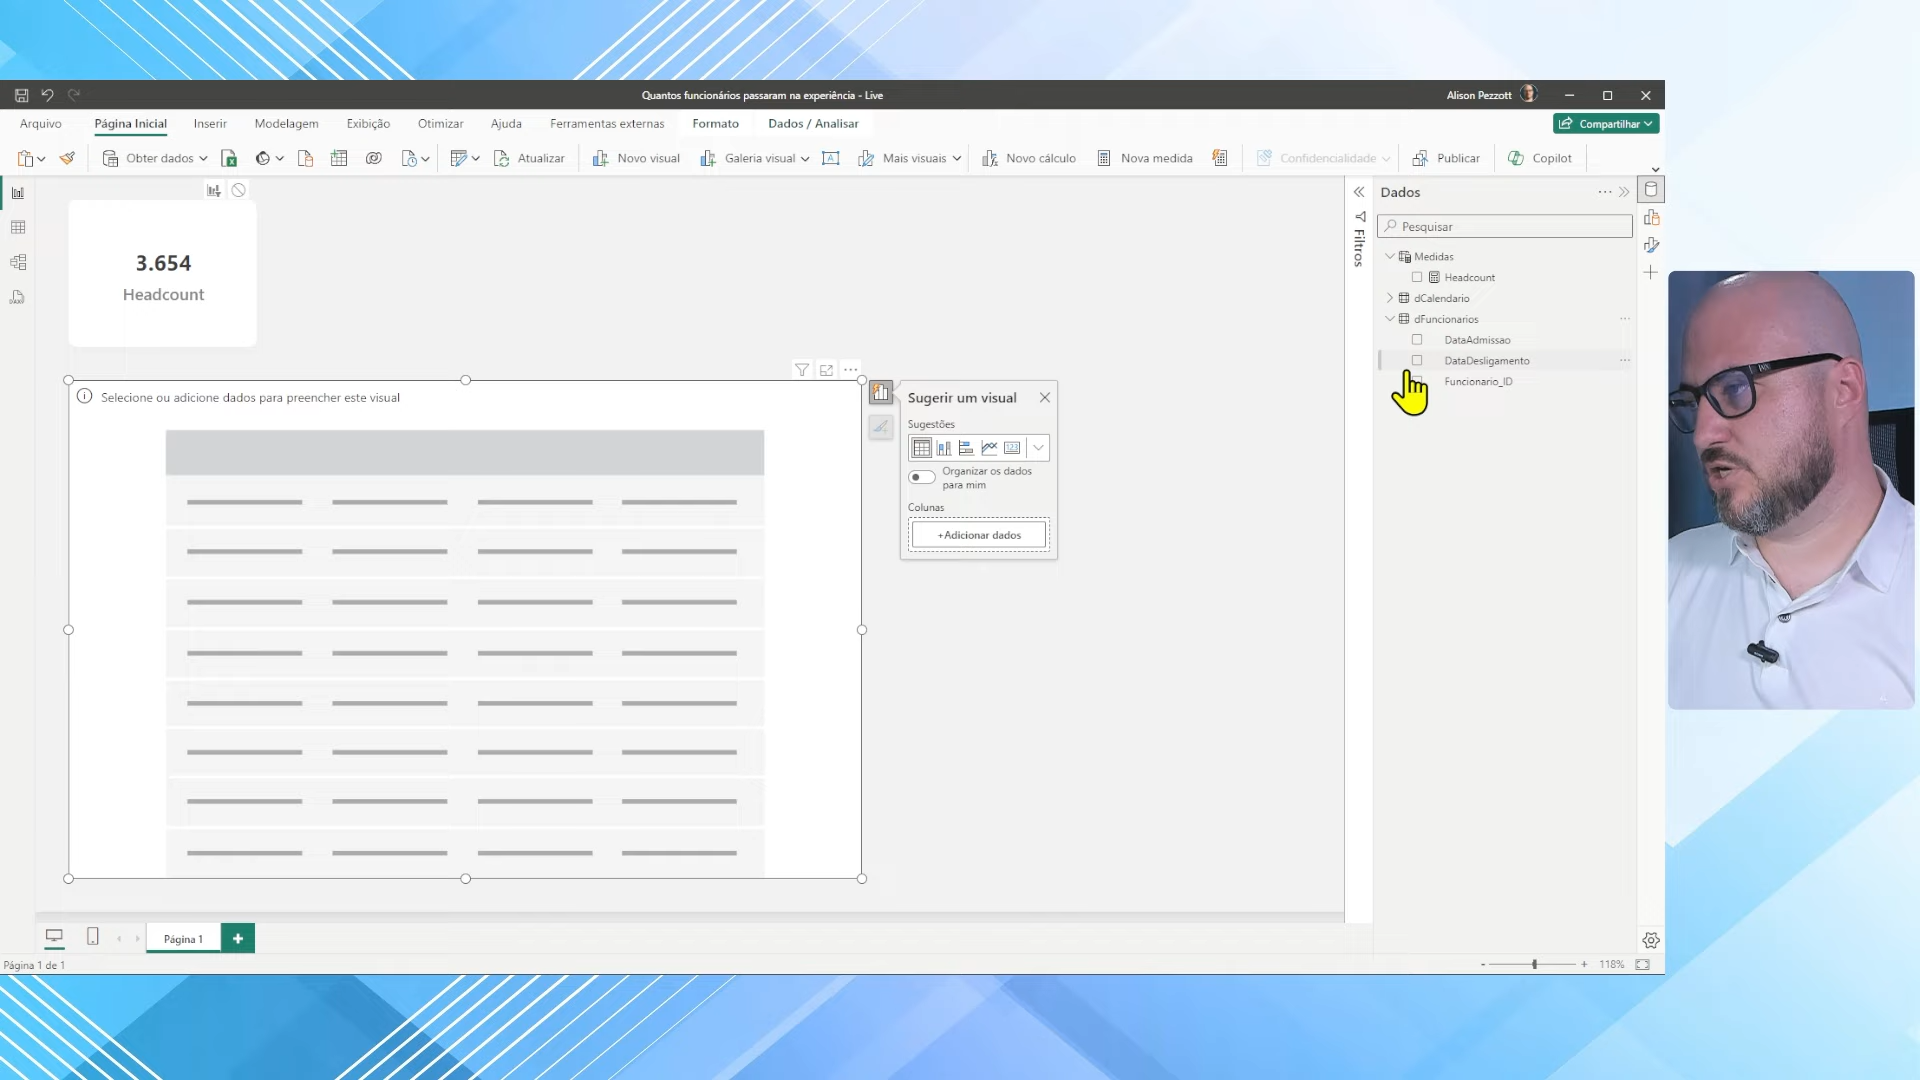 Quantos funcionários passaram na experiência - Live
Alison Pezzott
Arquivo
Página Inicial
Inserir
Modelagem
Exibição
Otimizar
Ajuda
Ferramentas externas
Formato
Dados / Analisar
Compartilhar
Obter dados
Atualizar
Novo visual
Galeria visual
Mais visuais
Novo cálculo
Nova medida
Confidencialidade
Publicar
Copilot
3.654
Headcount
Selecione ou adicione dados para preencher este visual
Sugerir um visual
Sugestões
123
Organizar os dados
para mim
Colunas
+Adicionar dados
Filtros
Dados
Pesquisar
Medidas
Headcount
dCalendario
dFuncionarios
DataAdmissao
DataDesligamento
Funcionario_ID
Página 1
Página 1 de 1
118%